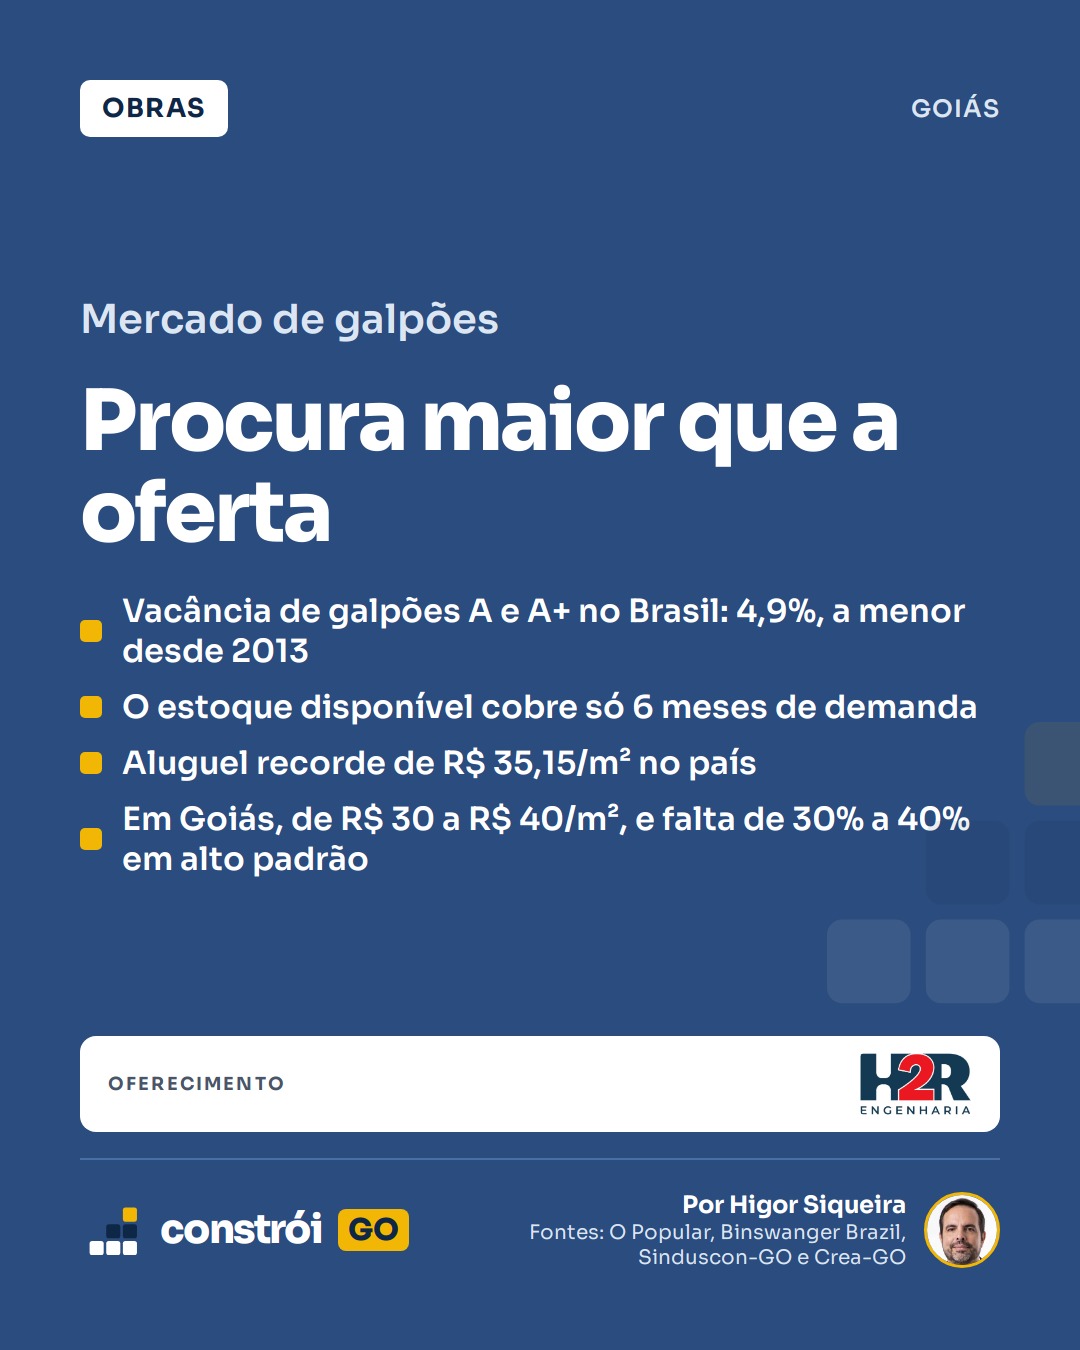 OBRAS
GOIÁS
Mercado de galpões
Procura maior que a
oferta
Vacância de galpões A e A+ no Brasil: 4,9%, a menor
desde 2013
O estoque disponível cobre só 6 meses de demanda
Aluguel recorde de R$ 35,15/m² no país
Em Goiás, de R$ 30 a R$ 40/m², e falta de 30% a 40%
em alto padrão
OFERECIMENTO
H2R
ENGENHARIA
constrói GO
Por Higor Siqueira
Fontes: O Popular, Binswanger Brazil,
Sinduscon-GO e Crea-GO